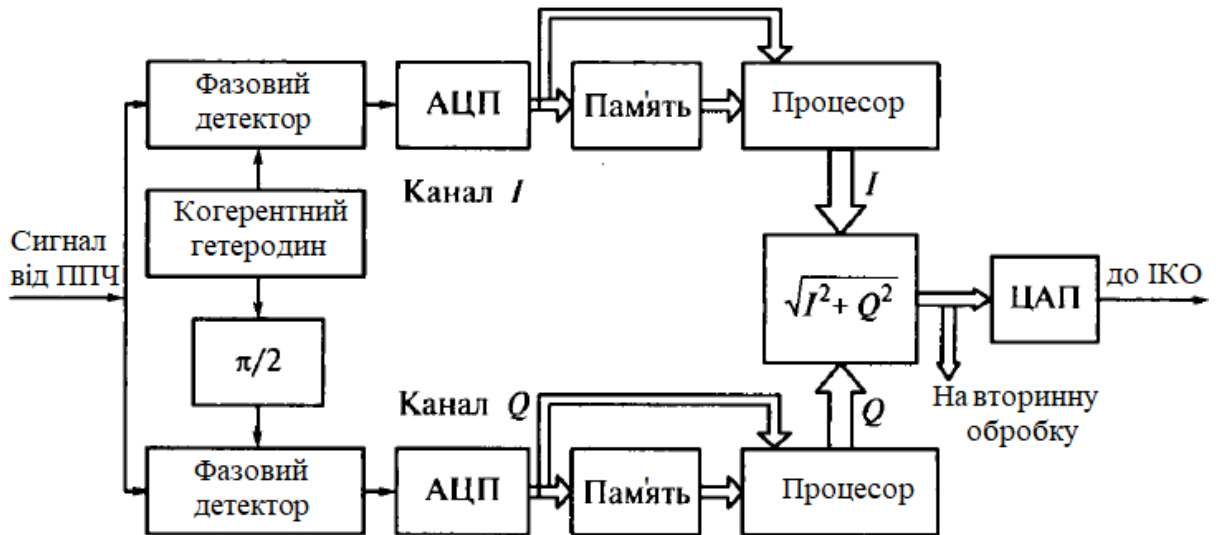 Фазовий
детектор
АЦП
Пам'ять
Процесор
Канал I
I
Когерентний
гетеродин
Сигнал
від ППЧ
π/2
√I² + Q²
ЦАП
до ІКО
На вторинну
обробку
Канал Q
Q
Фазовий
детектор
АЦП
Пам'ять
Процесор